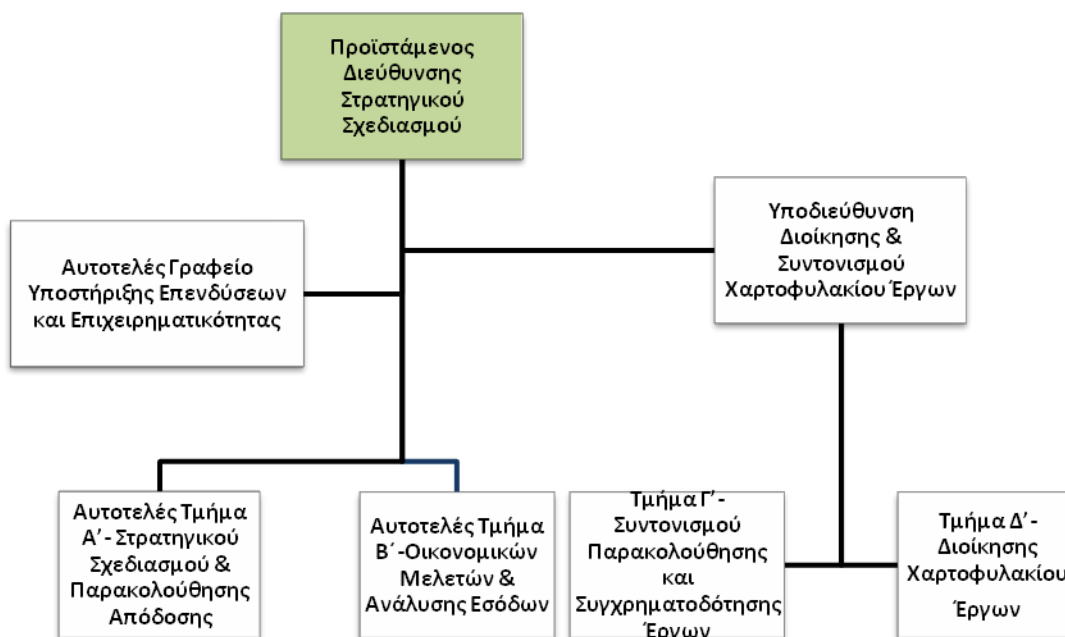 Προϊστάμενος
Διεύθυνσης
Στρατηγικού
Σχεδιασμού
Υποδιεύθυνση
Διοίκησης &
Συντονισμού
Χαρτοφυλακίου Έργων
Αυτοτελές Γραφείο
Υποστήριξης Επενδύσεων
και Επιχειρηματικότητας
Αυτοτελές Τμήμα
Α’- Στρατηγικού
Σχεδιασμού &
Παρακολούθησης
Απόδοσης
Αυτοτελές Τμήμα
Β΄ -Οικονομικών
Μελετών &
Ανάλυσης Εσόδων
Τμήμα Γ’-
Συντονισμού
Παρακολούθησης
και
Συγχρηματοδότησης
Έργων
Τμήμα Δ’-
Διοίκησης
Χαρτοφυλακίου
Έργων